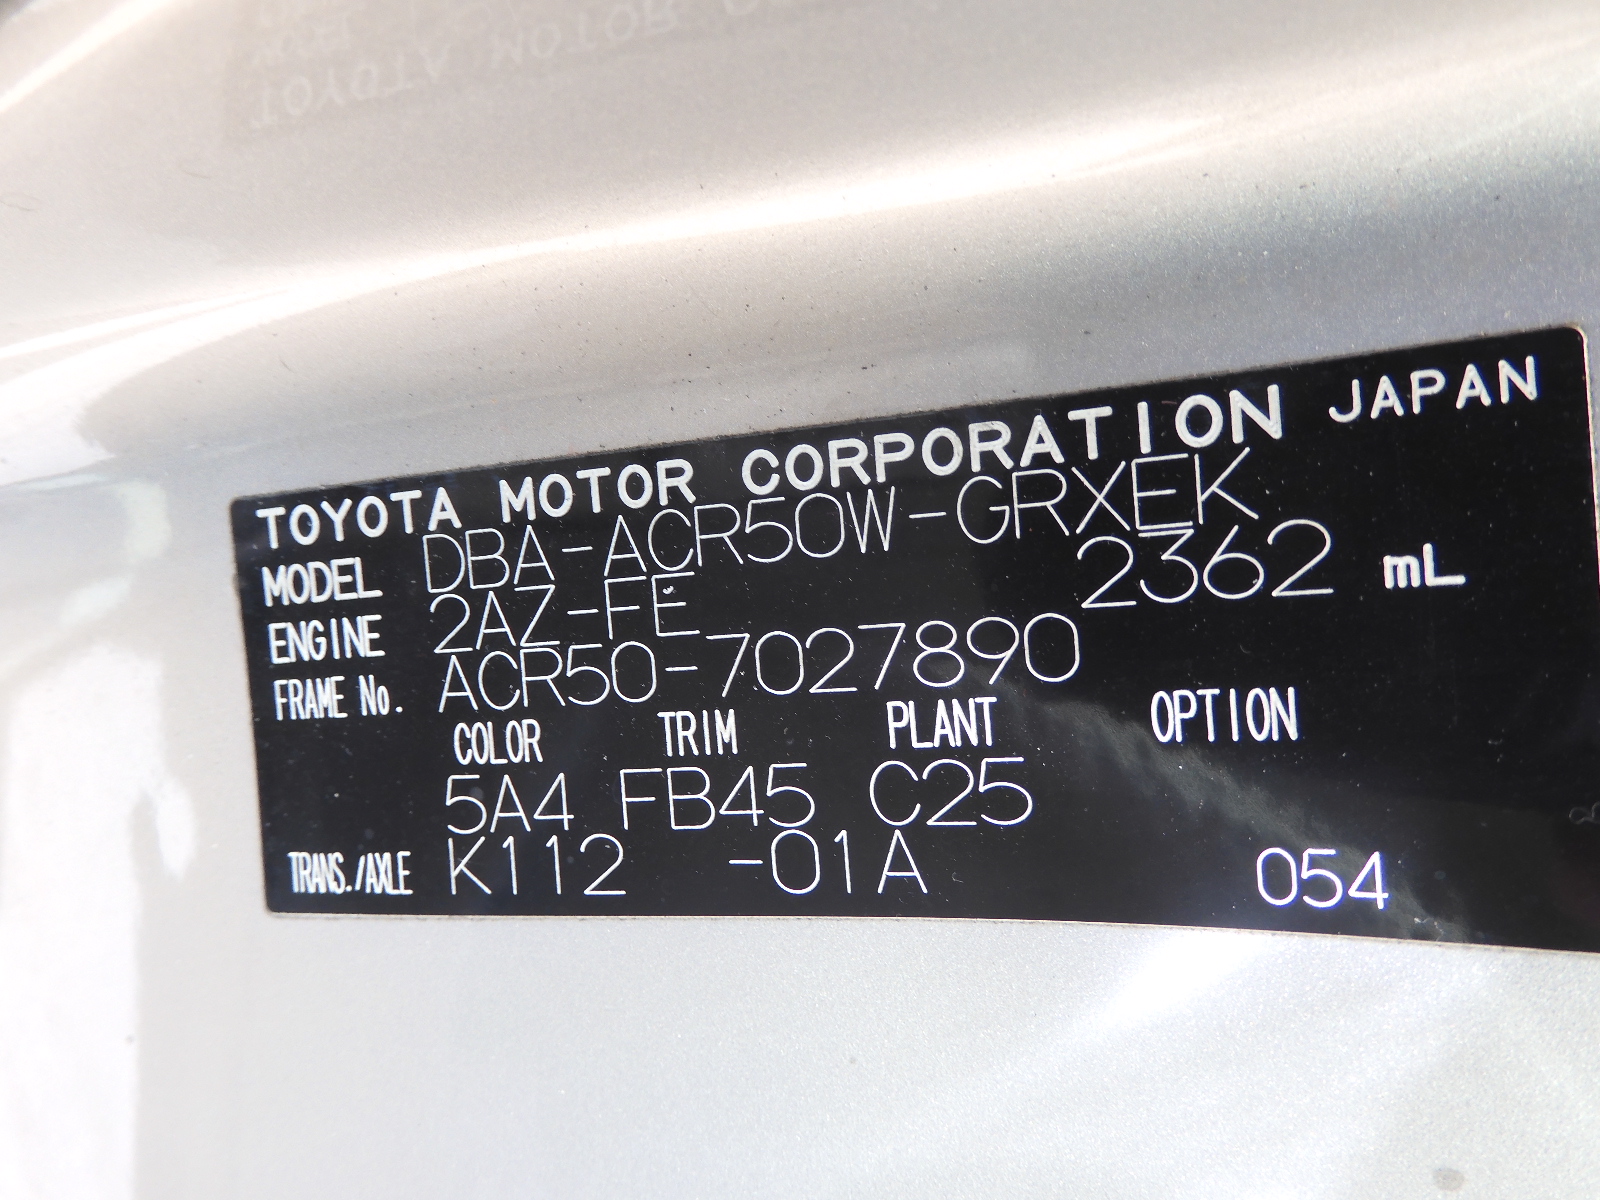 TOYOTA MOTOR CORPORATION JAPAN
MODEL DBA-ACR50W-GRXEK
ENGINE 2AZ-FE 2362 mL
FRAME No. ACR50-7027890
COLOR TRIM PLANT OPTION
5A4 FB45 C25
TRANS./AXLE K112 -01A 054